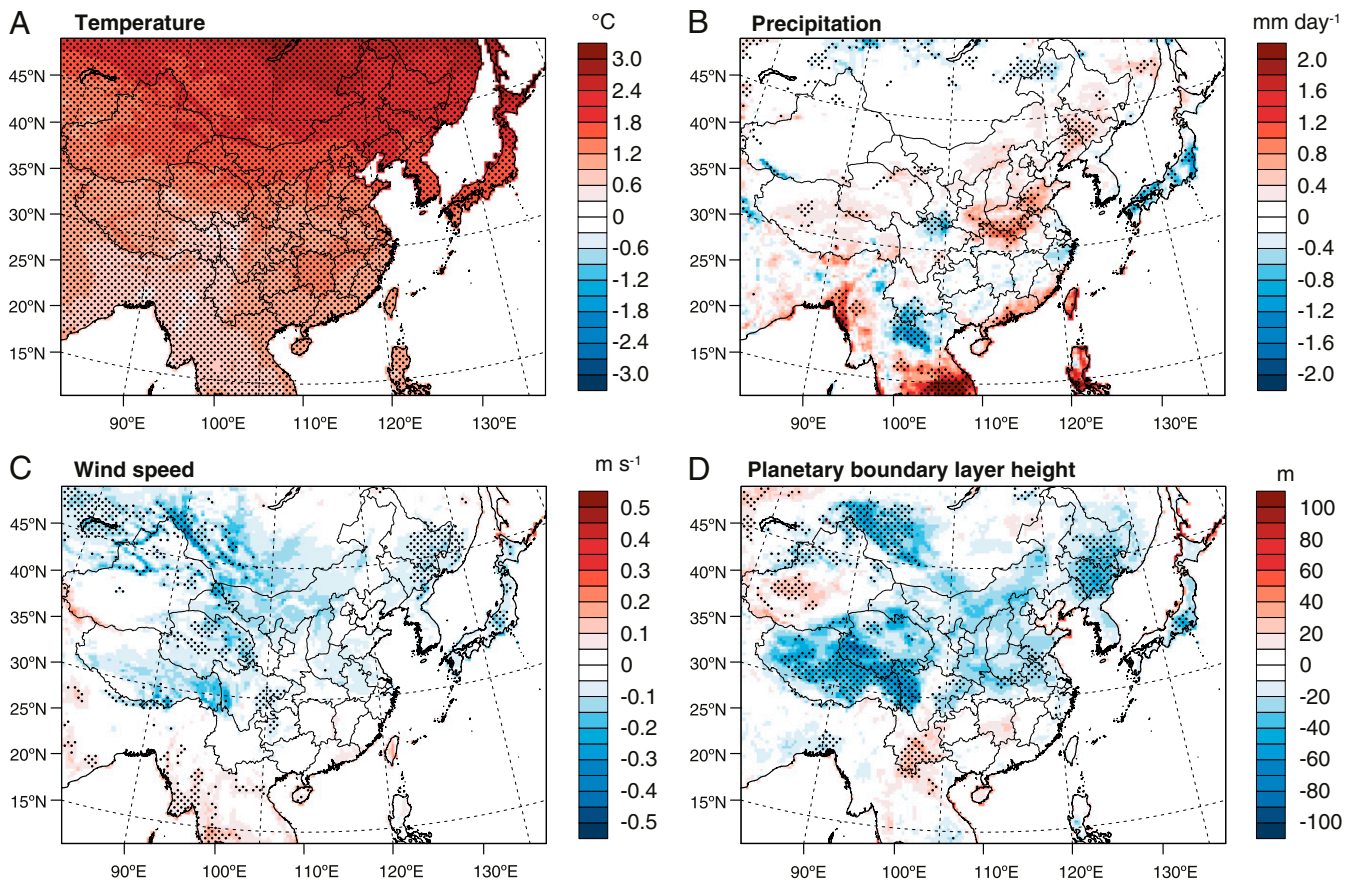 A Temperature
°C
3.0
2.4
1.8
1.2
0.6
0
-0.6
-1.2
-1.8
-2.4
-3.0
45°N
40°N
35°N
30°N
25°N
20°N
15°N
90°E 100°E 110°E 120°E 130°E
B Precipitation
mm day-1
2.0
1.6
1.2
0.8
0.4
0
-0.4
-0.8
-1.2
-1.6
-2.0
45°N
40°N
35°N
30°N
25°N
20°N
15°N
90°E 100°E 110°E 120°E 130°E
C Wind speed
m s-1
0.5
0.4
0.3
0.2
0.1
0
-0.1
-0.2
-0.3
-0.4
-0.5
45°N
40°N
35°N
30°N
25°N
20°N
15°N
90°E 100°E 110°E 120°E 130°E
D Planetary boundary layer height
m
100
80
60
40
20
0
-20
-40
-60
-80
-100
45°N
40°N
35°N
30°N
25°N
20°N
15°N
90°E 100°E 110°E 120°E 130°E